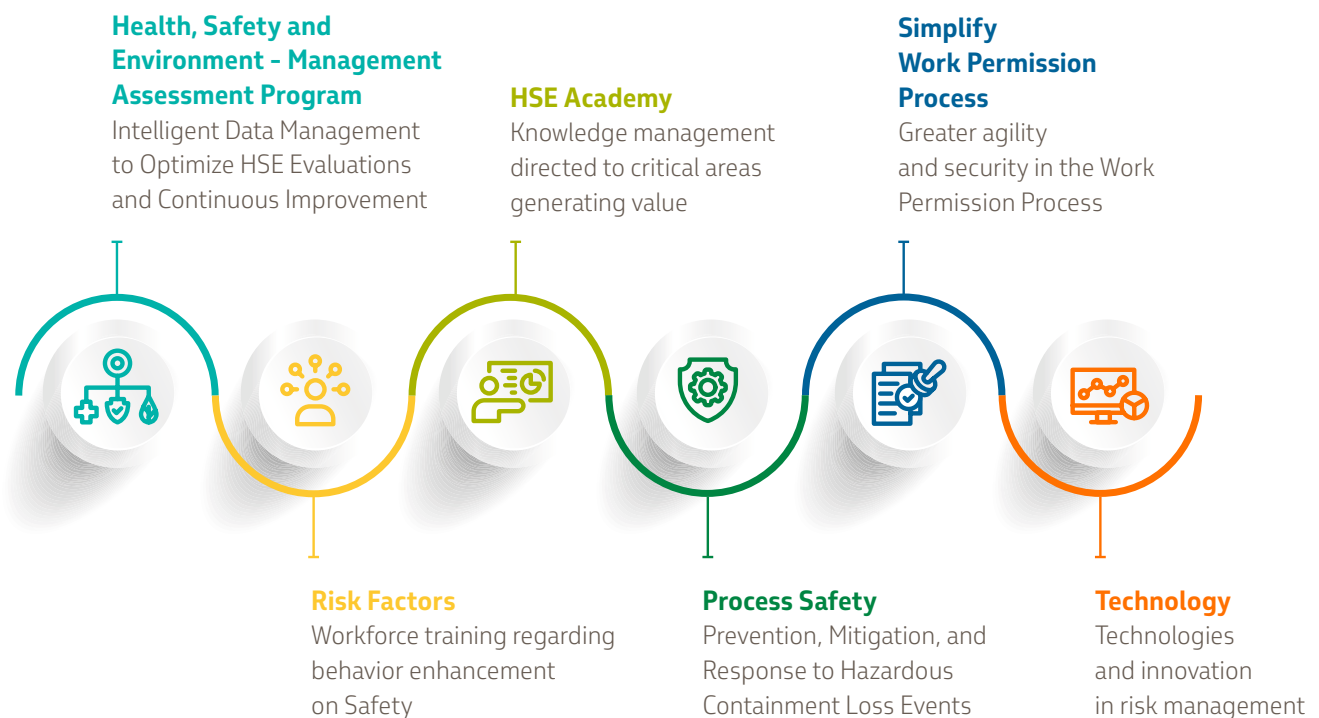 Health, Safety and
Environment - Management
Assessment Program
Intelligent Data Management
to Optimize HSE Evaluations
and Continuous Improvement
HSE Academy
Knowledge management
directed to critical areas
generating value
Simplify
Work Permission
Process
Greater agility
and security in the Work
Permission Process
Risk Factors
Workforce training regarding
behavior enhancement
on Safety
Process Safety
Prevention, Mitigation, and
Response to Hazardous
Containment Loss Events
Technology
Technologies
and innovation
in risk management